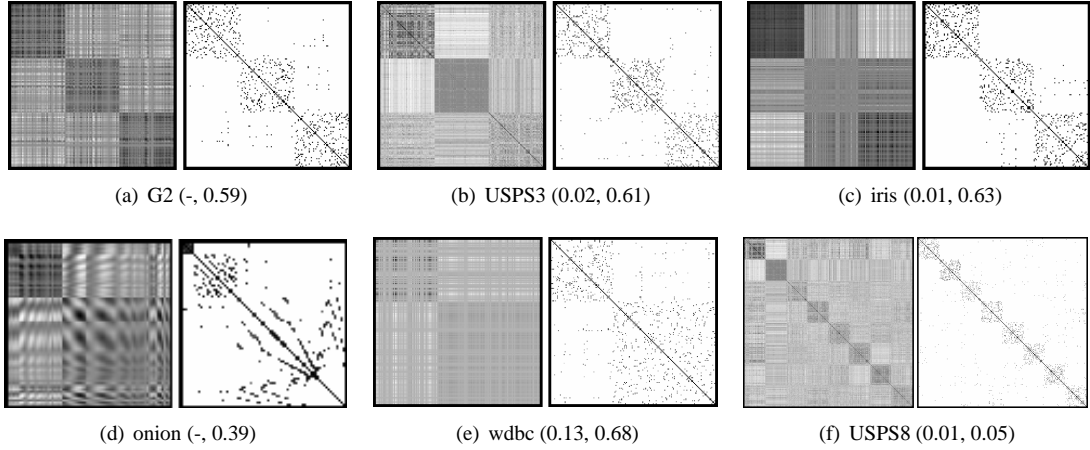 (a) G2 (-, 0.59)
(b) USPS3 (0.02, 0.61)
(c) iris (0.01, 0.63)
(d) onion (-, 0.39)
(e) wdbc (0.13, 0.68)
(f) USPS8 (0.01, 0.05)